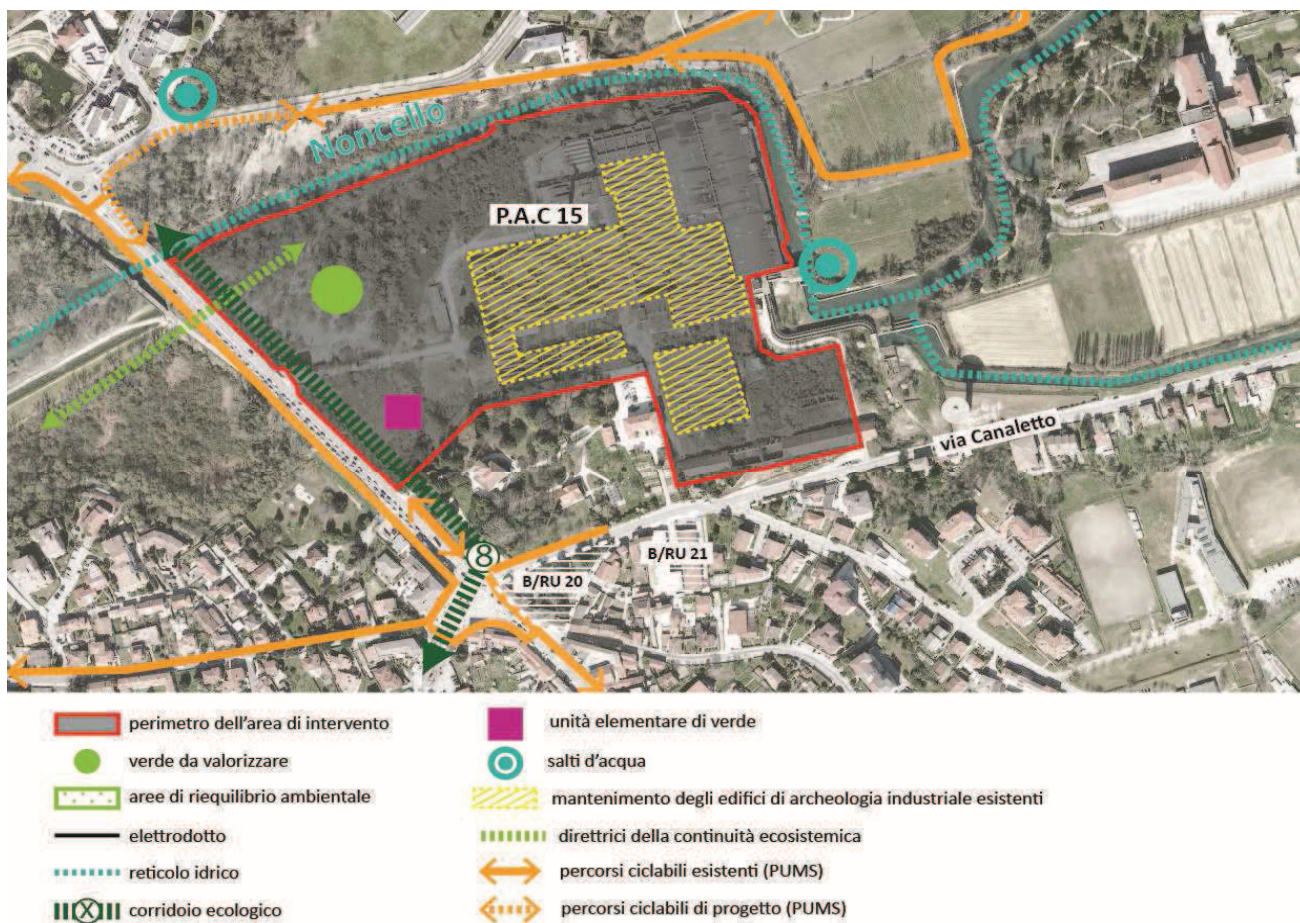 Noncello
P.A.C 15
via Canaletto
8
B/RU 21
B/RU 20
perimetro dell'area di intervento
verde da valorizzare
aree di riequilibrio ambientale
elettrodotto
reticolo idrico
X
corridoio ecologico
unità elementare di verde
salti d'acqua
mantenimento degli edifici di archeologia industriale esistenti
direttrici della continuità ecosistemica
percorsi ciclabili esistenti (PUMS)
percorsi ciclabili di progetto (PUMS)